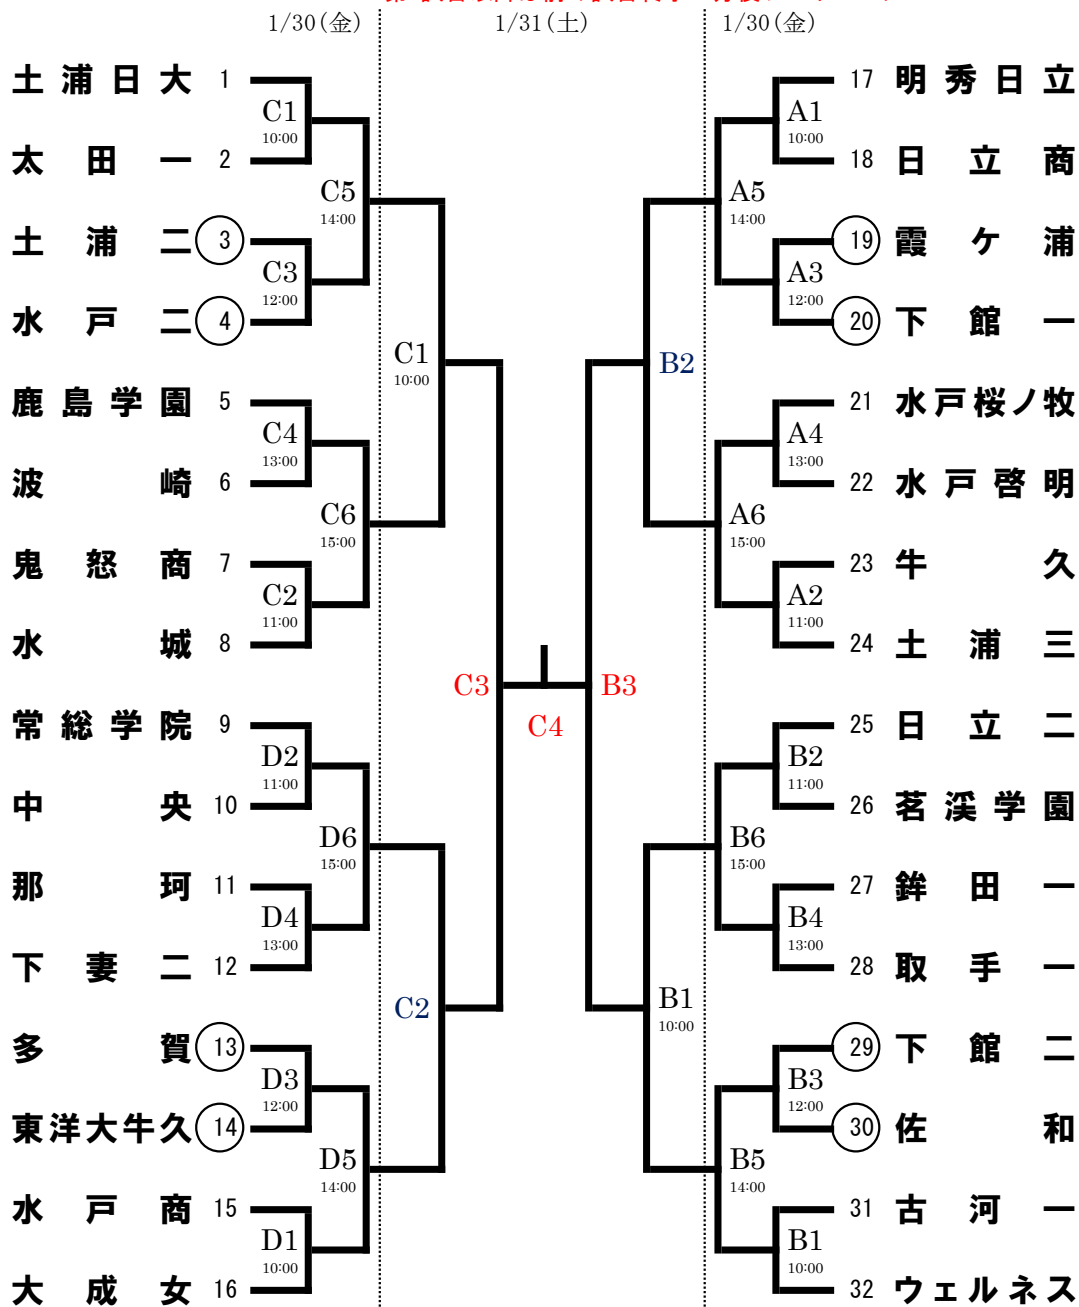 1/30(金) 1/31(土) 1/30(金)
土浦日大 1
C1
10:00
太田一 2
C5
14:00
土浦二 3
C3
12:00
水戸二 4
C1
10:00
鹿島学園 5
C4
13:00
波崎 6
C6
15:00
鬼怒商 7
C2
11:00
水城 8
C3
常総学院 9
D2
11:00
中央 10
D6
15:00
那珂 11
D4
13:00
下妻二 12
C2
多賀 13
D3
12:00
東洋大牛久 14
D5
14:00
水戸商 15
D1
10:00
大成女 16
C4
17 明秀日立
A1
10:00
18 日立商
A5
14:00
19 霞ケ浦
A3
12:00
20 下館一
B2
21 水戸桜ノ牧
A4
13:00
22 水戸啓明
A6
15:00
23 牛久
A2
11:00
24 土浦三
B3
25 日立二
B2
11:00
26 茗渓学園
B6
15:00
27 鉾田一
B4
13:00
28 取手一
B1
10:00
29 下館二
B3
12:00
30 佐和
B5
14:00
31 古河一
B1
10:00
32 ウェルネス